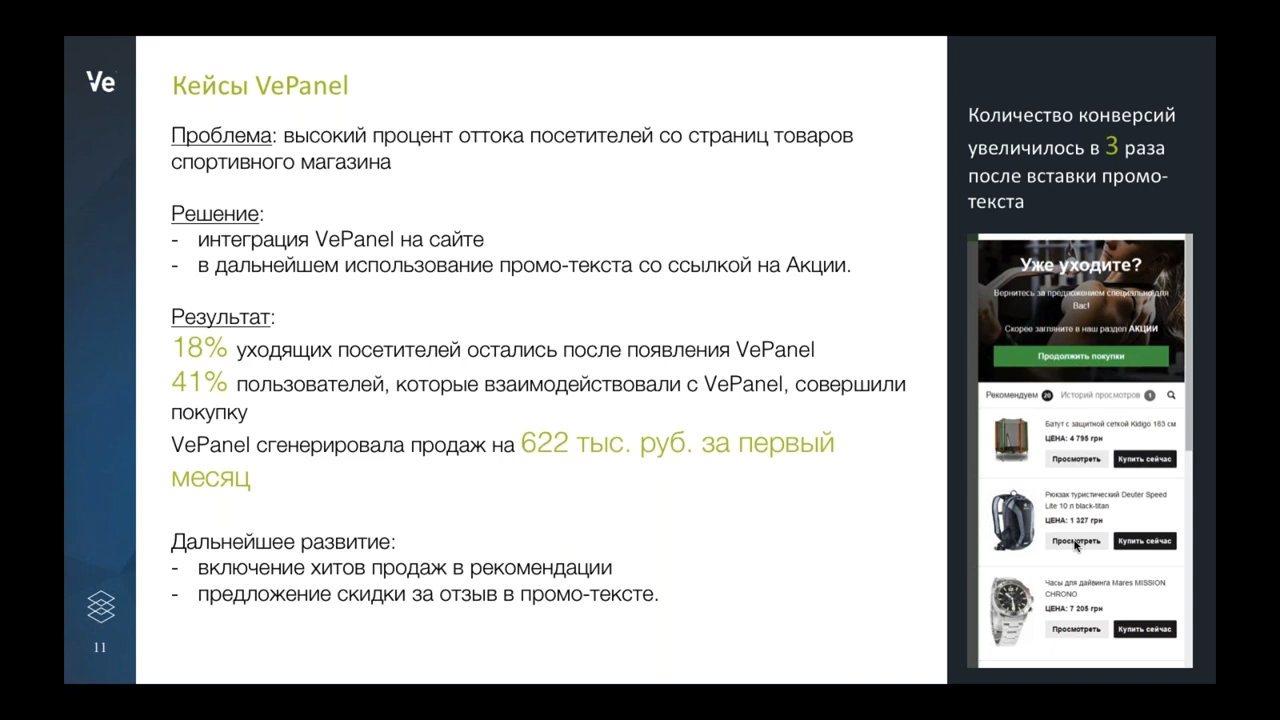 Ve
Кейсы VePanel
Проблема: высокий процент оттока посетителей со страниц товаров
спортивного магазина
Решение:
- интеграция VePanel на сайте
- в дальнейшем использование промо-текста со ссылкой на Акции.
Результат:
18% уходящих посетителей остались после появления VePanel
41% пользователей, которые взаимодействовали с VePanel, совершили
покупку
VePanel сгенерировала продаж на 622 тыс. руб. за первый
месяц
Дальнейшее развитие:
- включение хитов продаж в рекомендации
- предложение скидки за отзыв в промо-тексте.
11
Количество конверсий
увеличилось в 3 раза
после вставки промо-
текста
Уже уходите?
Вернитесь за предложением специально для
Вас!
Скорее загляните в наш раздел АКЦИИ
Продолжить покупки
Рекомендуем 20 Историй просмотров 1
Батут с защитной сеткой Kidigo 183 см
ЦЕНА: 4 795 грн
Просмотреть Купить сейчас
Рюкзак туристический Deuter Speed
Lite 10 л black-titan
ЦЕНА: 1 327 грн
Просмотреть Купить сейчас
Часы для дайвинга Mares MISSION
CHRONO
ЦЕНА: 7 205 грн
Просмотреть Купить сейчас